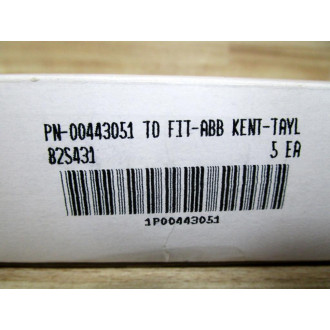 PN-00443051 TO FIT-ABB KENT-TAYL
82S431 5 EA
1P00443051